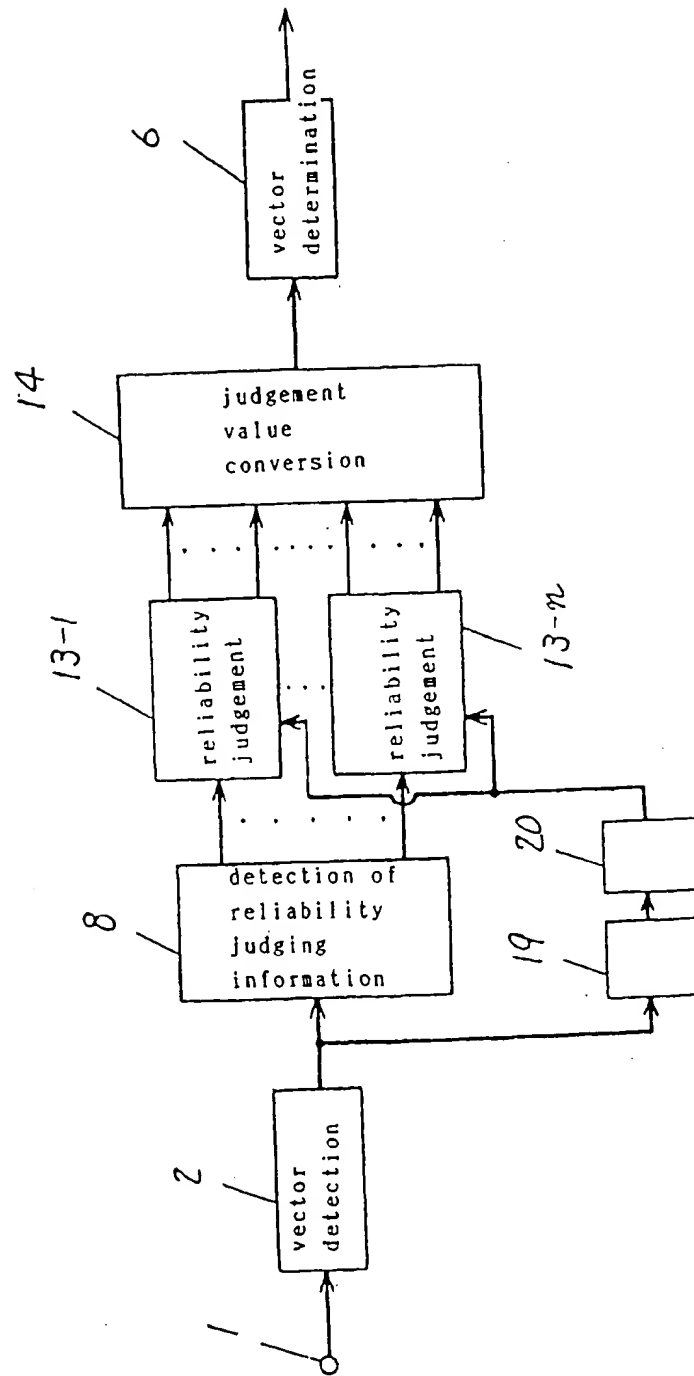 1
2
vector
detection
8
detection of
reliability
judging
information
19
20
13-1
reliability
judgement
13-n
reliability
judgement
14
judgement
value
conversion
6
vector
determination